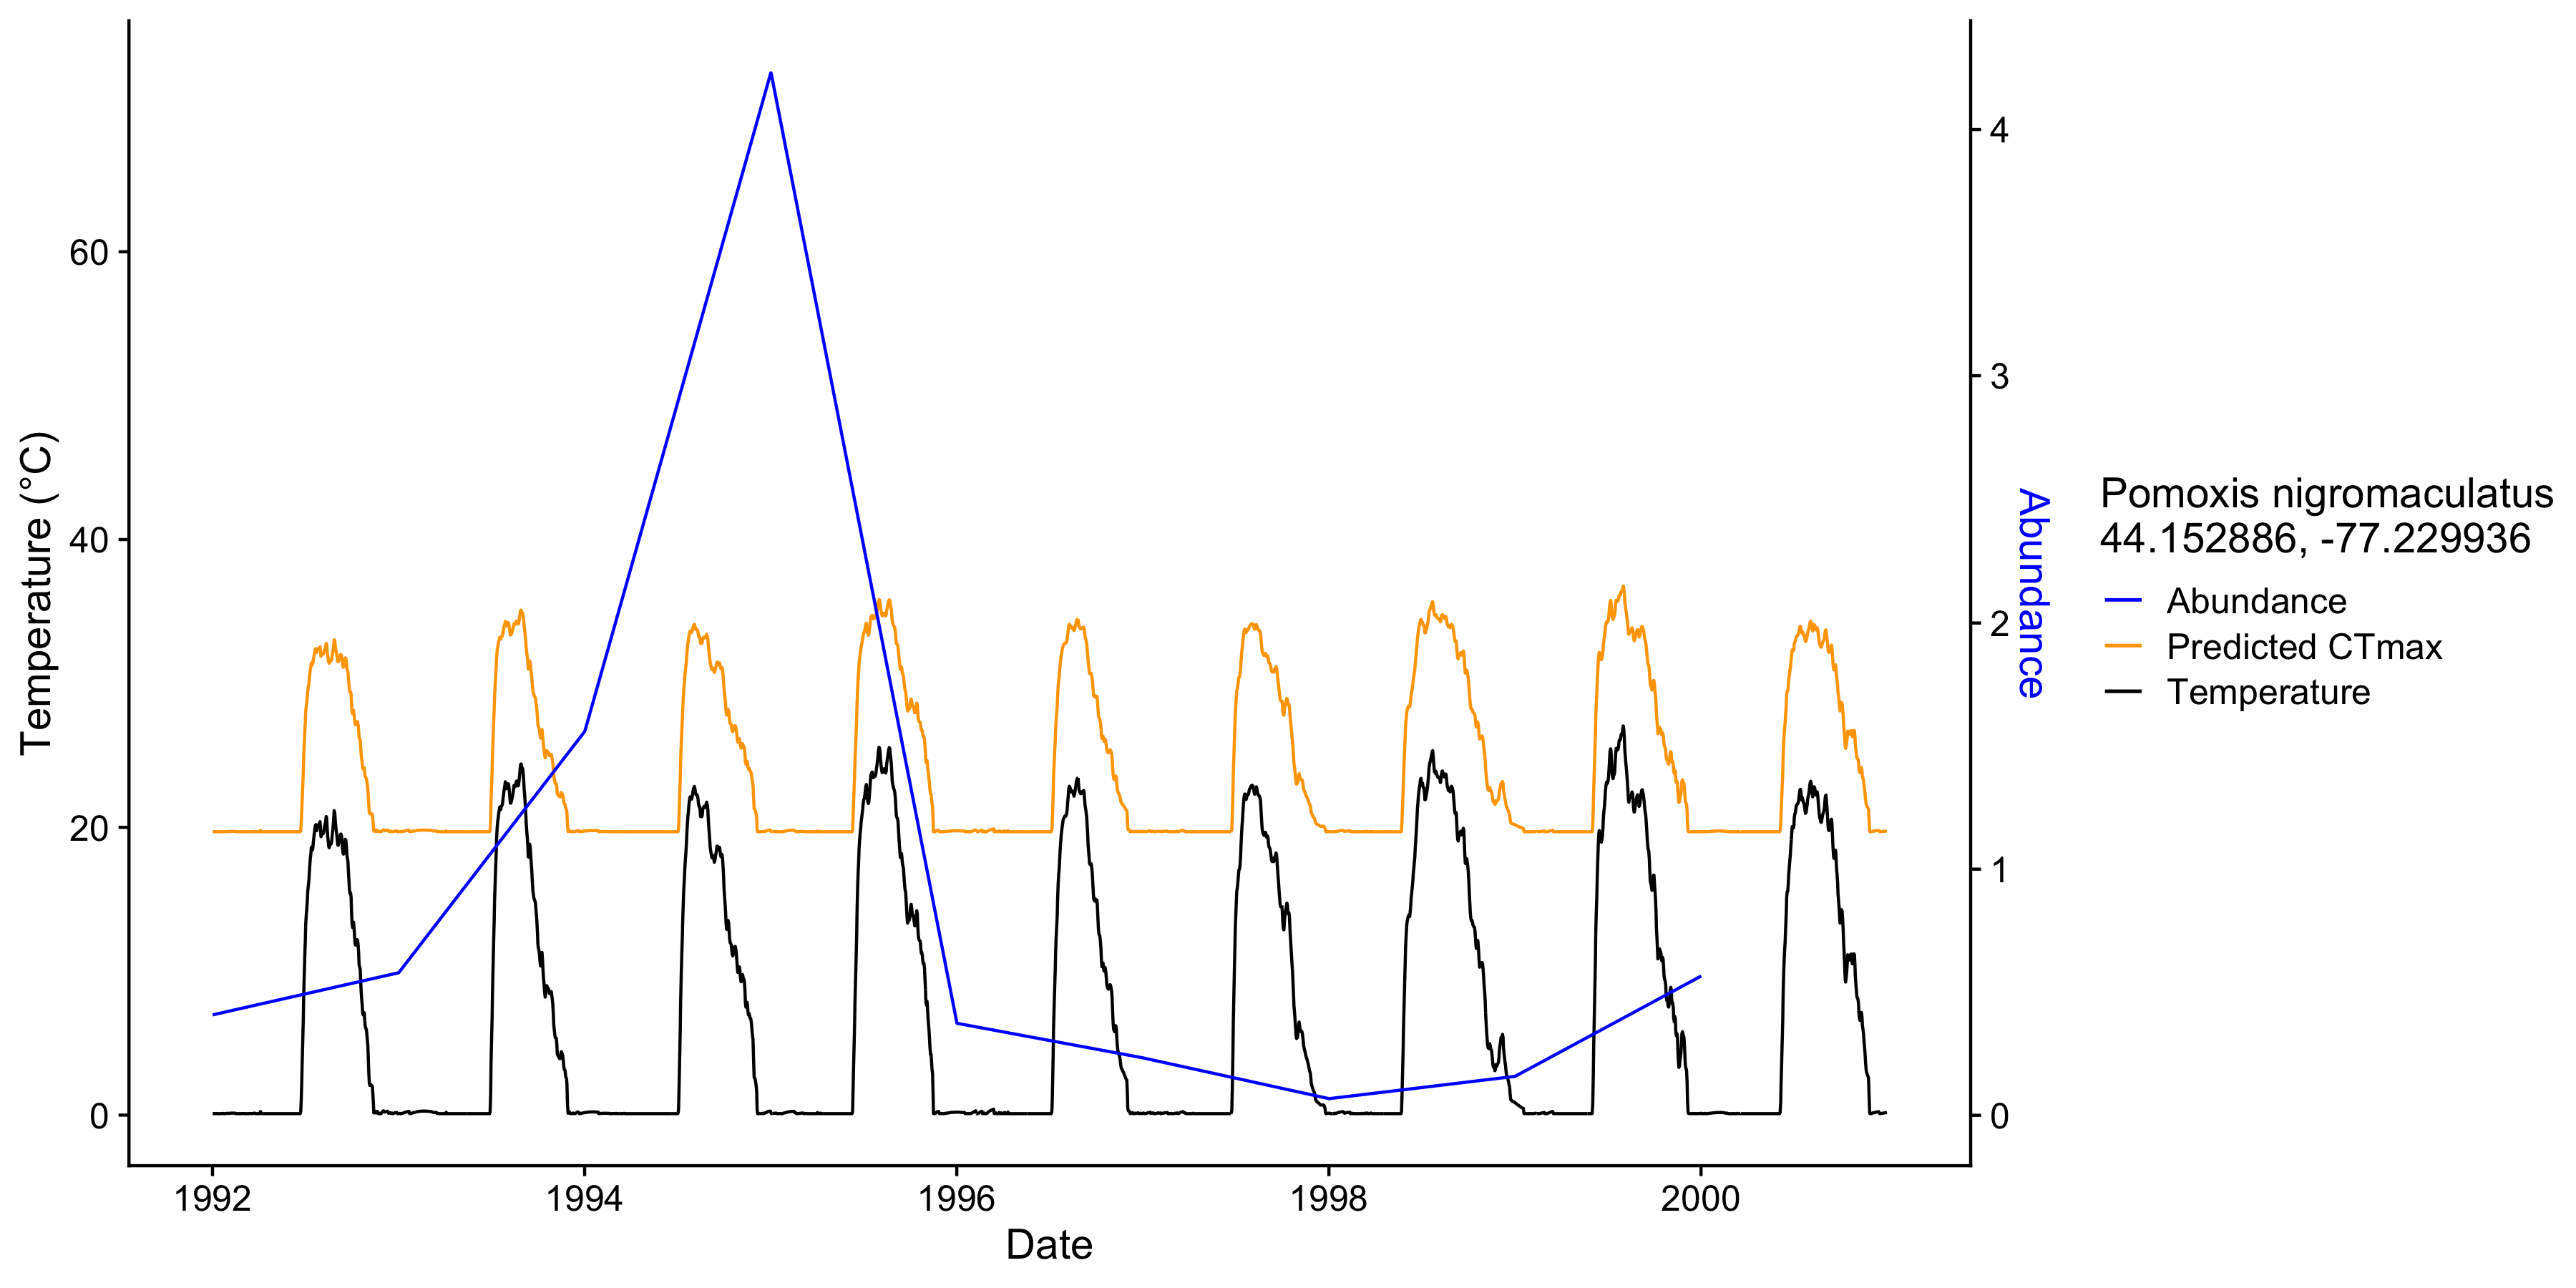 Temperature (°C)
60
40
20
0
1992
1994
1996
1998
2000
Date
4
3
2
1
0
Abundance
Pomoxis nigromaculatus
44.152886, -77.229936
Abundance
Predicted CTmax
Temperature